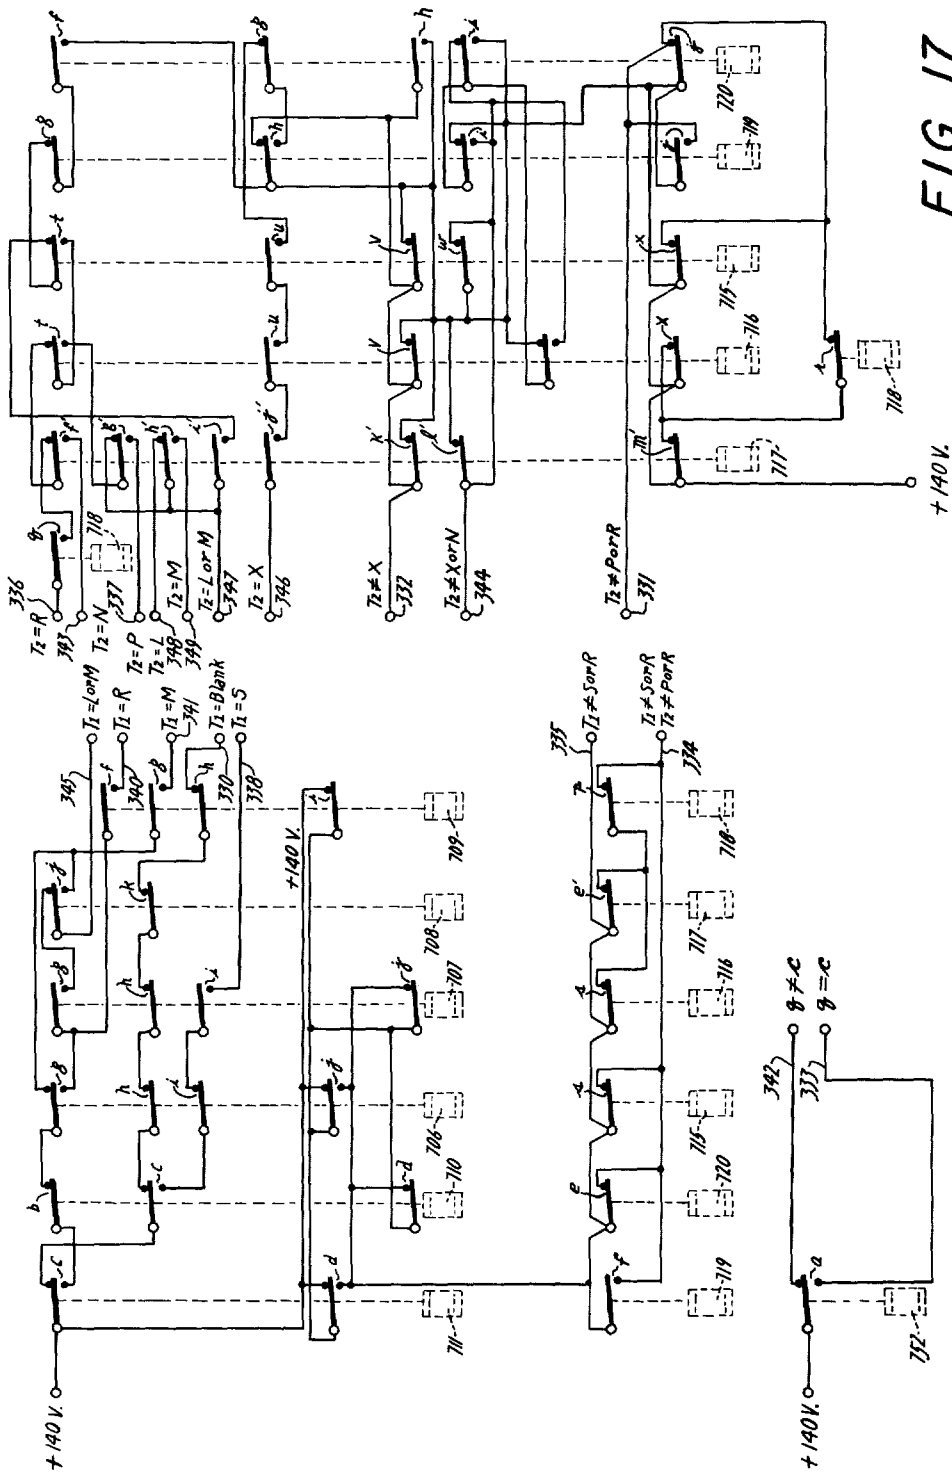 f
g
t
t
f'
g
336
T₂=R
343
718
g'
T₂=N
337
T₂=P
h'
T₂=L
348
T₂=M
349
i'
T₂=L or M
347
g
h
u
u
j'
T₂=X
346
h
v
v
k'
T₂≠X
332
i
i
w
l'
T₂≠X or N
344
T₂≠P or R
331
j
x
x
m'
720
719
715
716
717
718
+140 V.
FIG 17
+140 V.
c
b
g
g
j
345
T₁=L or M
f
T₁=R
340
g
T₁=M
341
h
T₁=Blank
330
T₁=S
338
c
h
h
k
i
i
+140 V.
i
d
j
d
j
711
710
706
707
708
709
335
T₁≠S or R
T₁≠S or R
T₂≠P or R
334
f
e
s
s
e'
719
720
715
716
717
718
+140 V.
a
342
g≠c
333
g=c
752